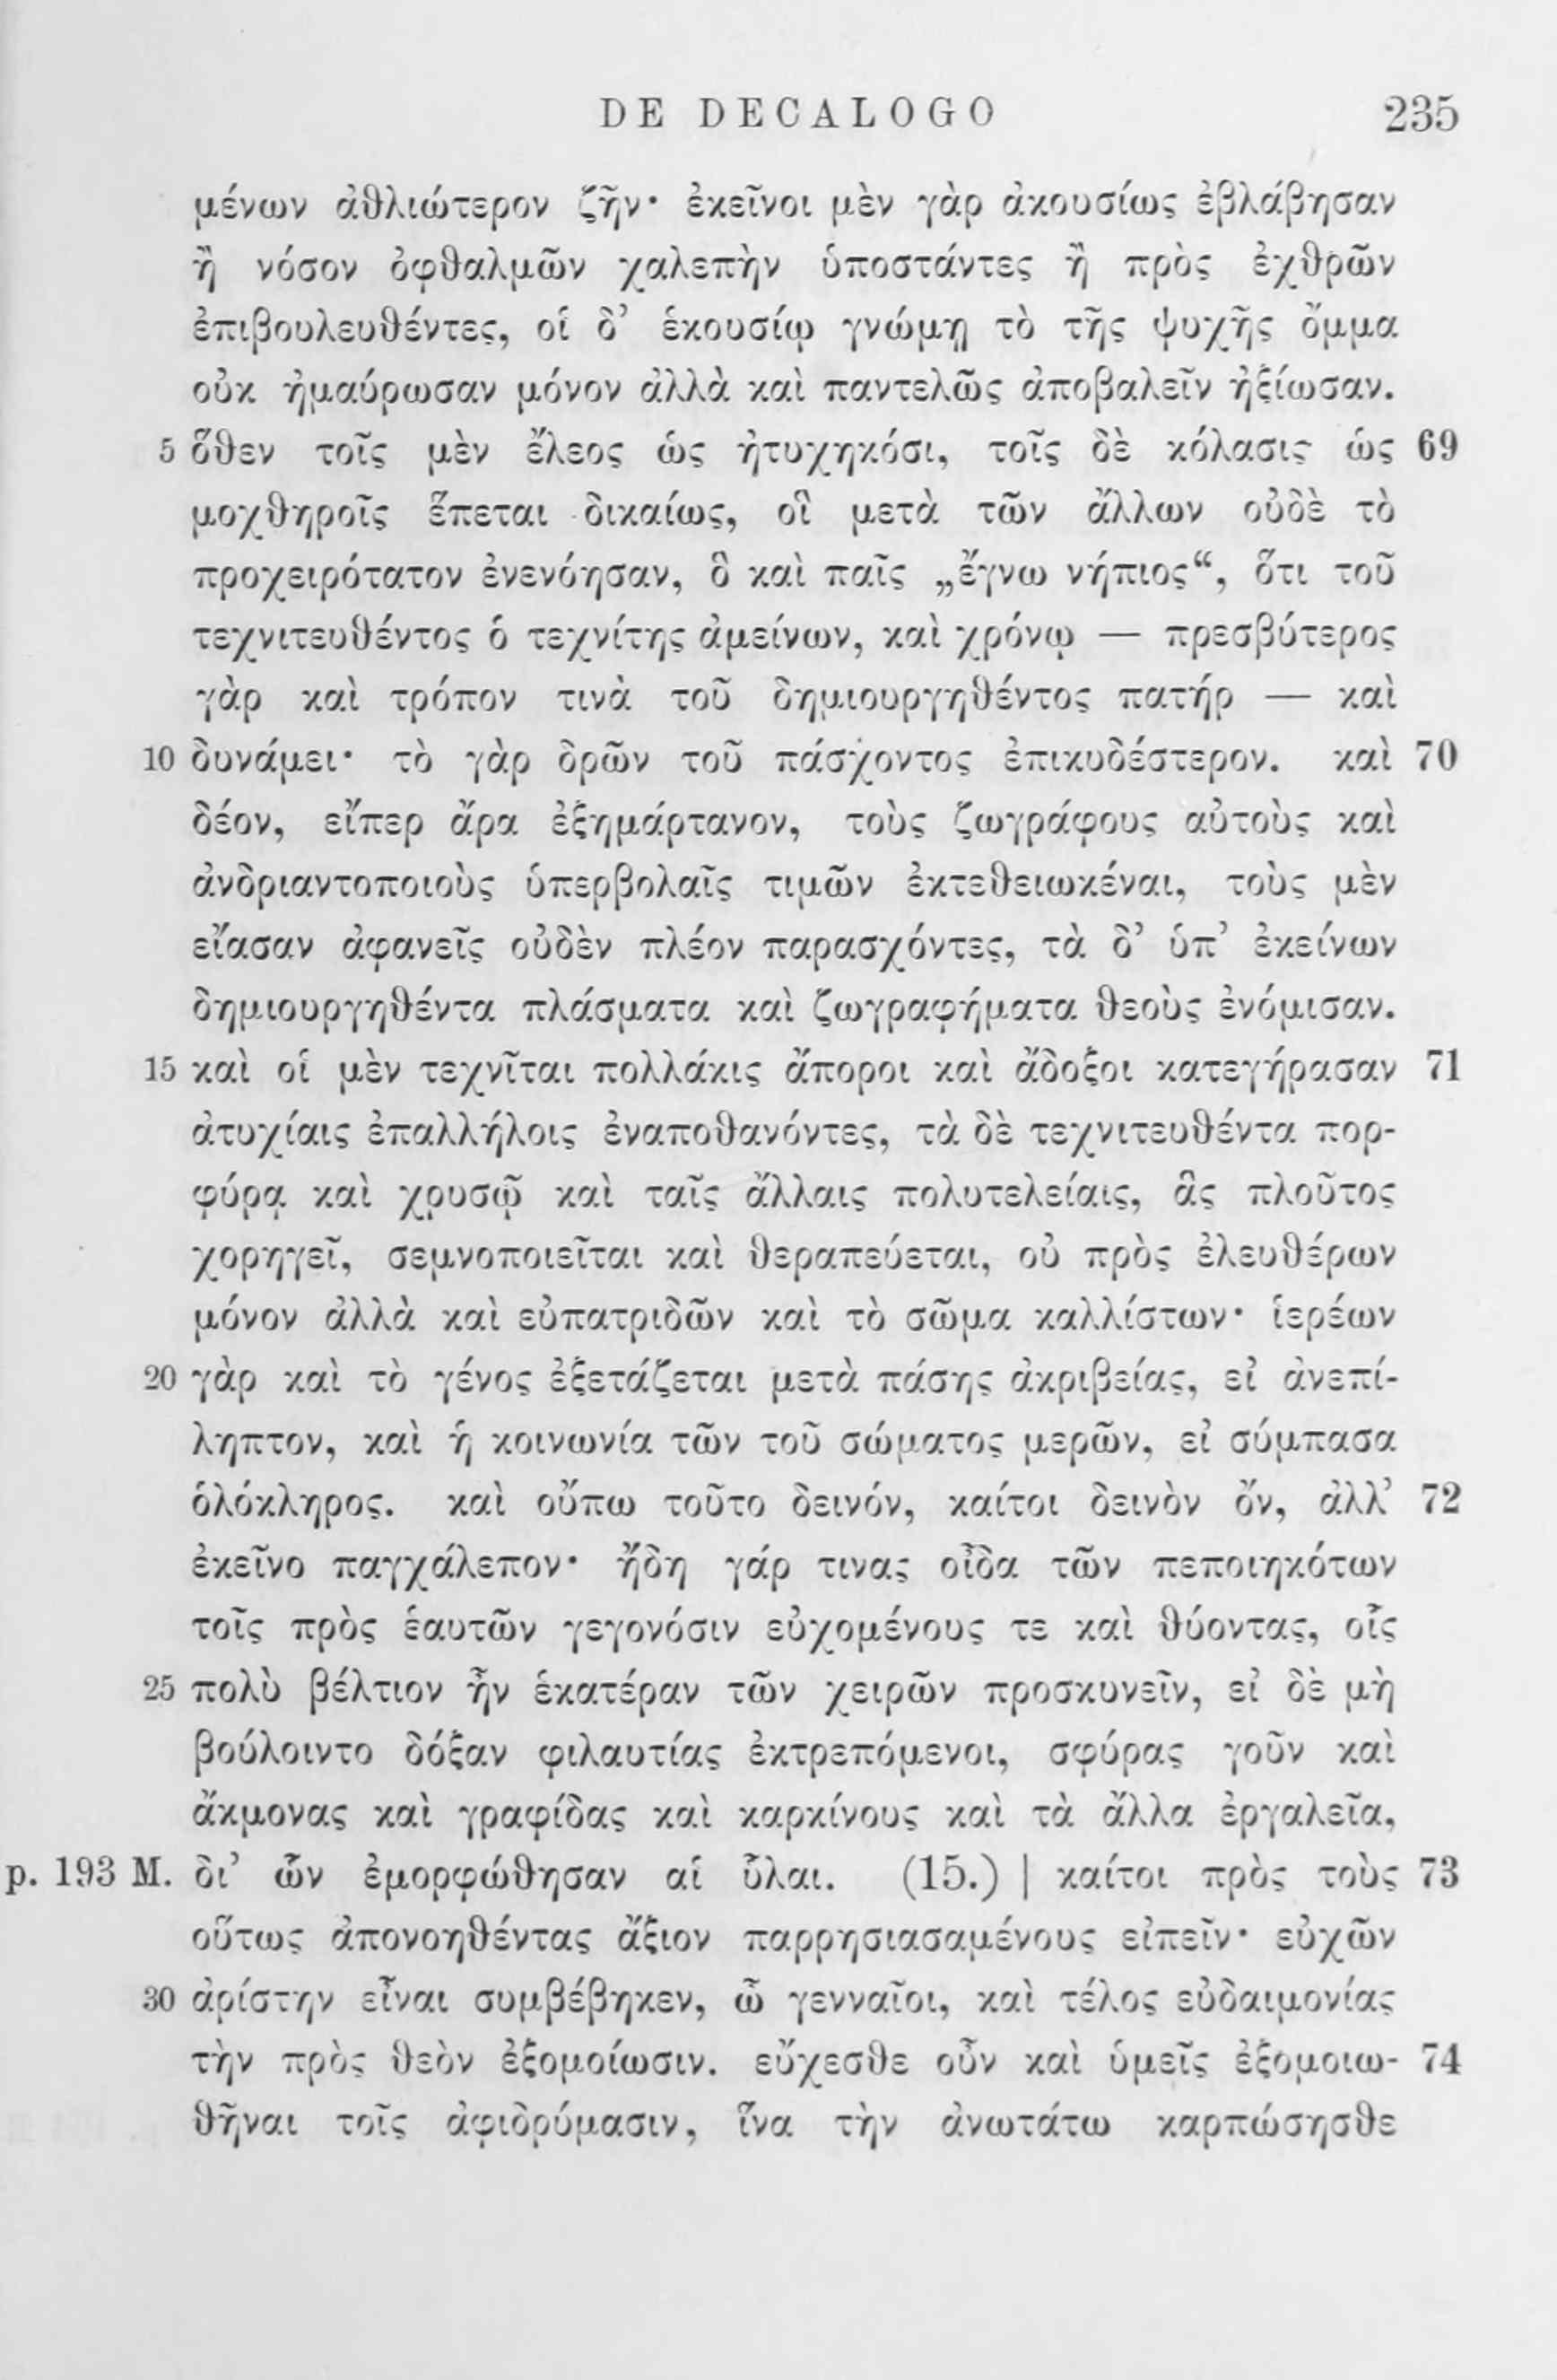 DE DECALOGO 235
μένων ἀθλιώτερον ζῆν· ἐκεῖνοι μὲν γὰρ ἀκουσίως ἐβλάβησαν
ἢ νόσον ὀφθαλμῶν χαλεπὴν ὑποστάντες ἢ πρὸς ἐχθρῶν
ἐπιβουλευθέντες, οἱ δ’ ἑκουσίῳ γνώμῃ τὸ τῆς ψυχῆς ὄμμα
οὐκ ἠμαύρωσαν μόνον ἀλλὰ καὶ παντελῶς ἀποβαλεῖν ἠξίωσαν.
5 ὅθεν τοῖς μὲν ἔλεος ὡς ἠτυχηκόσι, τοῖς δὲ κόλασις ὡς 69
μοχθηροῖς ἕπεται δικαίως, οἳ μετὰ τῶν ἄλλων οὐδὲ τὸ
προχειρότατον ἐνενόησαν, ὃ καὶ παῖς „ἔγνω νήπιος“, ὅτι τοῦ
τεχνιτευθέντος ὁ τεχνίτης ἀμείνων, καὶ χρόνῳ — πρεσβύτερος
γὰρ καὶ τρόπον τινὰ τοῦ δημιουργηθέντος πατήρ — καὶ
10 δυνάμει· τὸ γὰρ δρῶν τοῦ πάσχοντος ἐπικυδέστερον. καὶ 70
δέον, εἴπερ ἄρα ἐξημάρτανον, τοὺς ζωγράφους αὐτοὺς καὶ
ἀνδριαντοποιοὺς ὑπερβολαῖς τιμῶν ἐκτεθειωκέναι, τοὺς μὲν
εἴασαν ἀφανεῖς οὐδὲν πλέον παρασχόντες, τὰ δ’ ὑπ’ ἐκείνων
δημιουργηθέντα πλάσματα καὶ ζωγραφήματα θεοὺς ἐνόμισαν.
15 καὶ οἱ μὲν τεχνῖται πολλάκις ἄποροι καὶ ἄδοξοι κατεγήρασαν 71
ἀτυχίαις ἐπαλλήλοις ἐναποθανόντες, τὰ δὲ τεχνιτευθέντα πορ-
φύρᾳ καὶ χρυσῷ καὶ ταῖς ἄλλαις πολυτελείαις, ἃς πλοῦτος
χορηγεῖ, σεμνοποιεῖται καὶ θεραπεύεται, οὐ πρὸς ἐλευθέρων
μόνον ἀλλὰ καὶ εὐπατριδῶν καὶ τὸ σῶμα καλλίστων· ἱερέων
20 γὰρ καὶ τὸ γένος ἐξετάζεται μετὰ πάσης ἀκριβείας, εἰ ἀνεπί-
ληπτον, καὶ ἡ κοινωνία τῶν τοῦ σώματος μερῶν, εἰ σύμπασα
ὁλόκληρος. καὶ οὔπω τοῦτο δεινόν, καίτοι δεινὸν ὄν, ἀλλ’ 72
ἐκεῖνο παγχάλεπον· ἤδη γάρ τινας οἶδα τῶν πεποιηκότων
τοῖς πρὸς ἑαυτῶν γεγονόσιν εὐχομένους τε καὶ θύοντας, οἷς
25 πολὺ βέλτιον ἦν ἑκατέραν τῶν χειρῶν προσκυνεῖν, εἰ δὲ μὴ
βούλοιντο δόξαν φιλαυτίας ἐκτρεπόμενοι, σφύρας γοῦν καὶ
ἄκμονας καὶ γραφίδας καὶ καρκίνους καὶ τὰ ἄλλα ἐργαλεῖα,
p. 193 M. δι’ ὧν ἐμορφώθησαν αἱ ὗλαι. (15.) | καίτοι πρὸς τοὺς 73
οὕτως ἀπονοηθέντας ἄξιον παρρησιασαμένους εἰπεῖν· εὐχῶν
30 ἀρίστην εἶναι συμβέβηκεν, ὦ γενναῖοι, καὶ τέλος εὐδαιμονίας
τὴν πρὸς θεὸν ἐξομοίωσιν. εὔχεσθε οὖν καὶ ὑμεῖς ἐξομοιω- 74
θῆναι τοῖς ἀφιδρύμασιν, ἵνα τὴν ἀνωτάτω καρπώσησθε